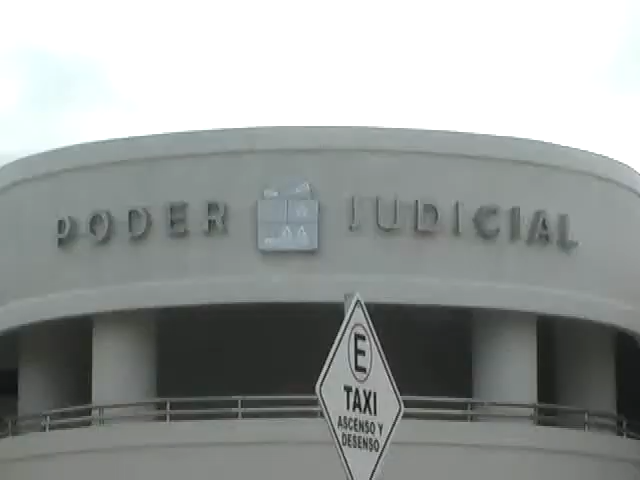 PODER JUDICIAL
E
TAXI
ASCENSO Y
DESENSO